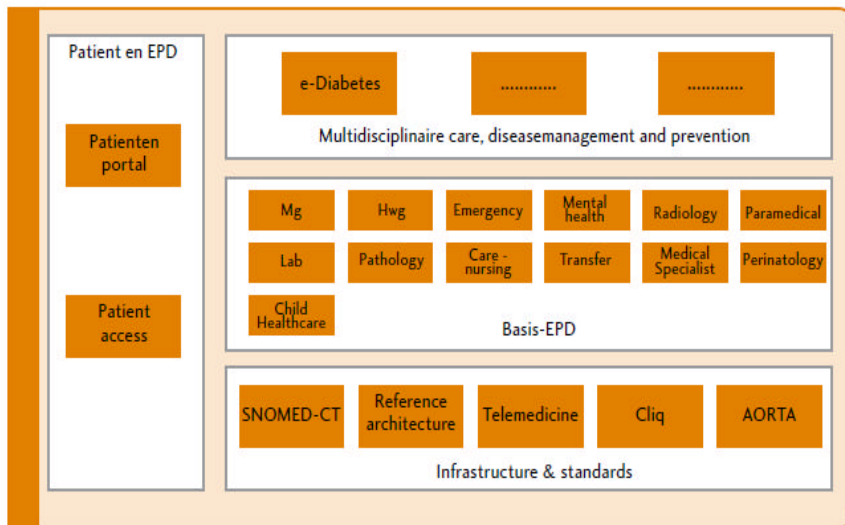 Patient en EPD
Patienten
portal
Patient
access
e-Diabetes
............
............
Multidisciplinaire care, diseasemanagement and prevention
Mg
Hwg
Emergency
Mental
health
Radiology
Paramedical
Lab
Pathology
Care -
nursing
Transfer
Medical
Specialist
Perinatology
Child
Healthcare
Basis-EPD
SNOMED-CT
Reference
architecture
Telemedicine
Cliq
AORTA
Infrastructure & standards